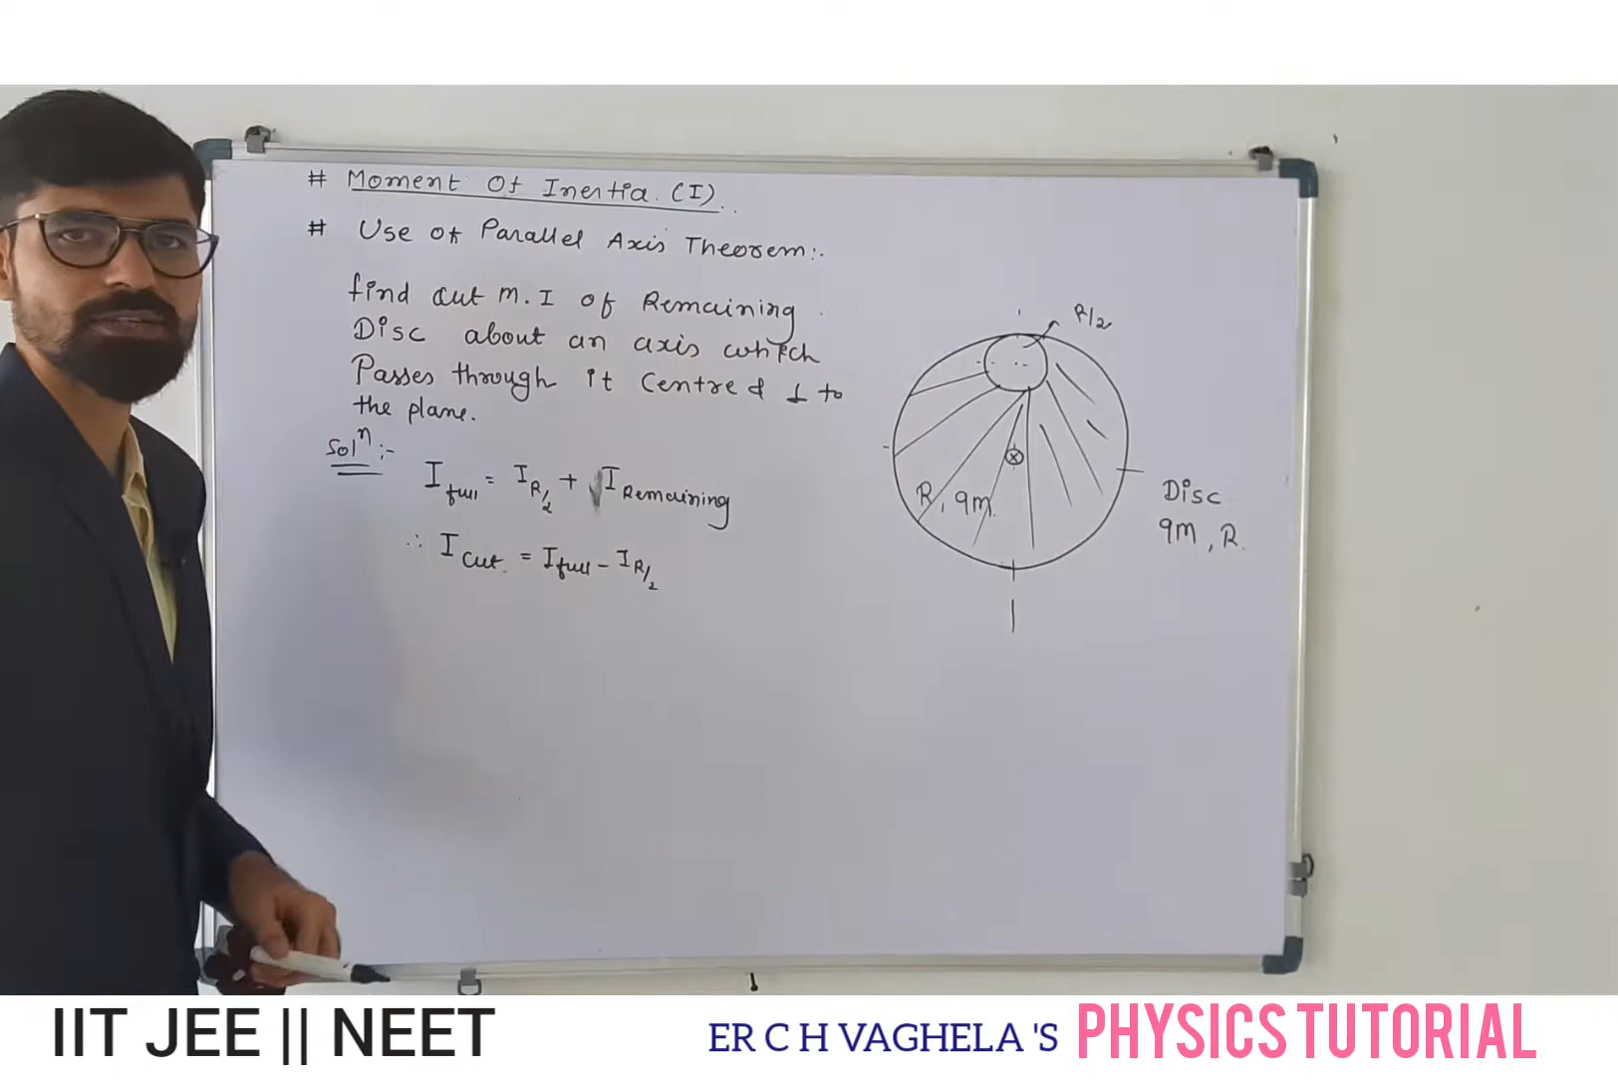 # Moment Of Inertia (I)
# Use of Parallel Axis Theorem:
find out M.I of Remaining
Disc about an axis which
Passes through it Centre & ⊥ to
the plane.
Solⁿ:-
I_full = I_R/2 + I_Remaining
∴ I_Cut = I_full - I_R/2
R/2
R, 9m
Disc
9M, R
IIT JEE || NEET
ER C H VAGHELA 'S PHYSICS TUTORIAL